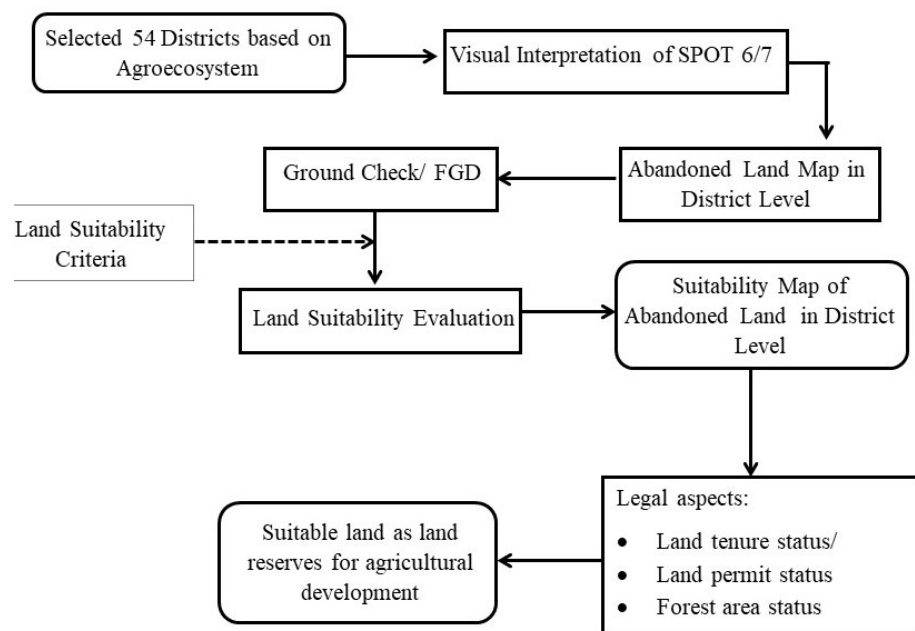 Selected 54 Districts based on
Agroecosystem
Visual Interpretation of SPOT 6/7
Abandoned Land Map in
District Level
Ground Check/ FGD
Land Suitability
Criteria
Land Suitability Evaluation
Suitability Map of
Abandoned Land in District
Level
Legal aspects:
• Land tenure status/
• Land permit status
• Forest area status
Suitable land as land
reserves for agricultural
development